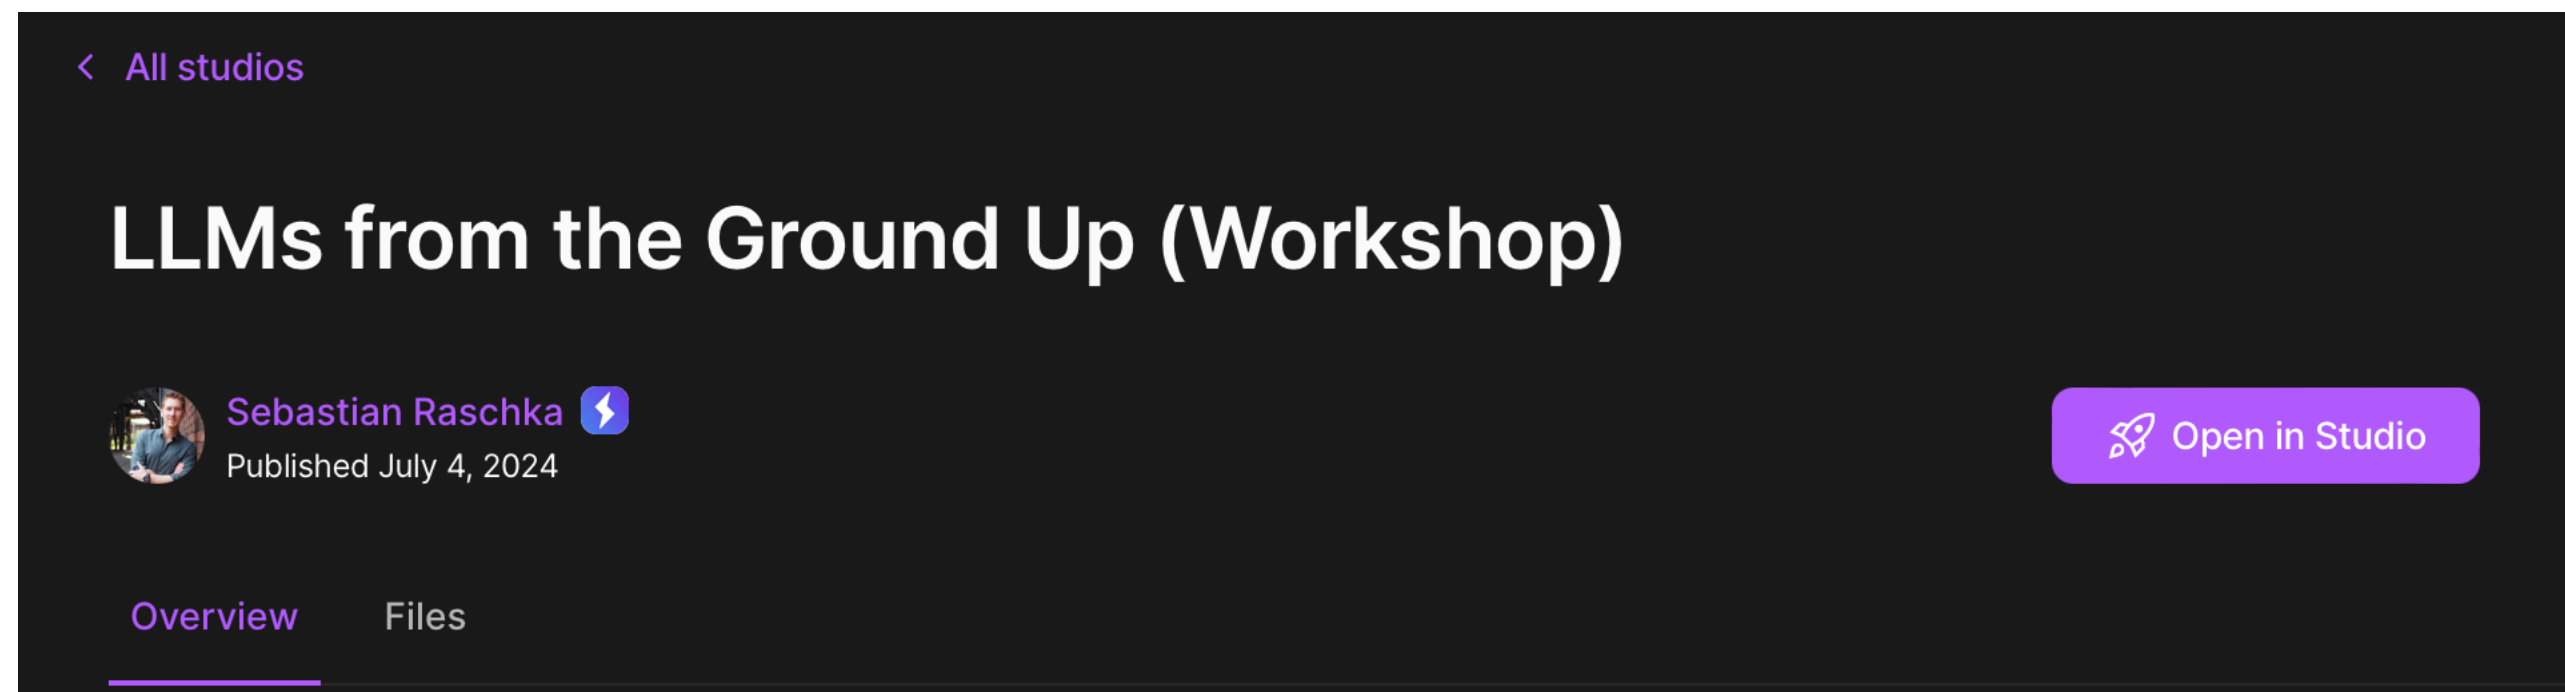 All studios
LLMs from the Ground Up (Workshop)
Sebastian Raschka
Published July 4, 2024
Open in Studio
Overview Files